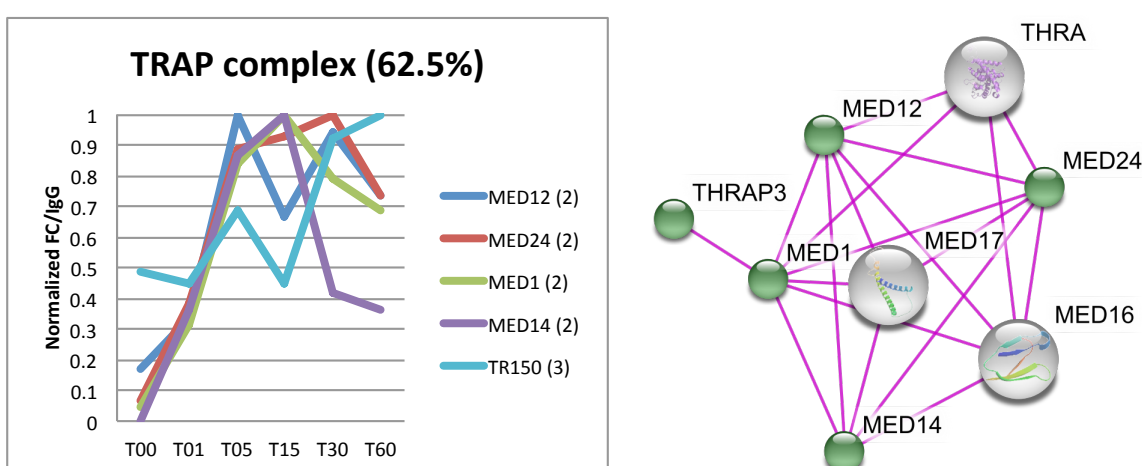 TRAP complex (62.5%)
Normalized FC/IgG
1
0.9
0.8
0.7
0.6
0.5
0.4
0.3
0.2
0.1
0
T00 T01 T05 T15 T30 T60
MED12 (2)
MED24 (2)
MED1 (2)
MED14 (2)
TR150 (3)
THRA
MED12
MED24
THRAP3
MED1
MED17
MED16
MED14